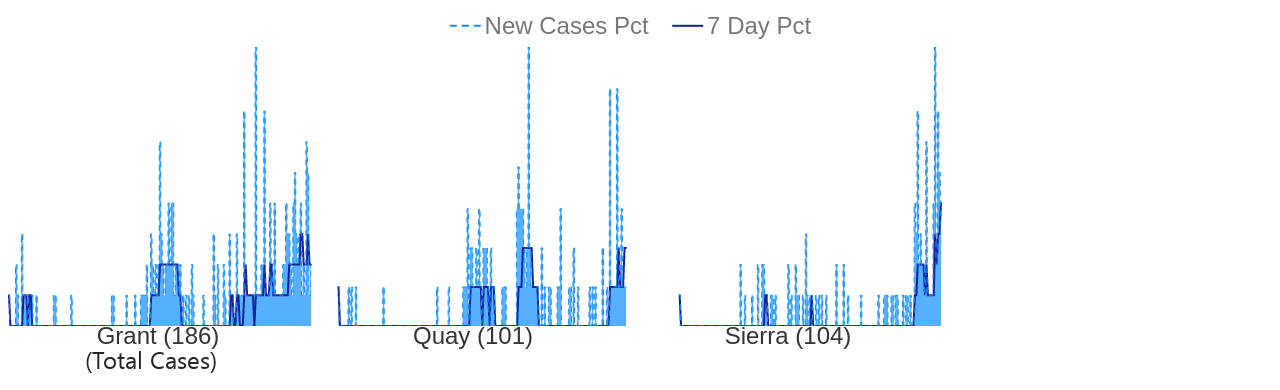 New Cases Pct 7 Day Pct
Grant (186) Quay (101) Sierra (104)
(Total Cases)